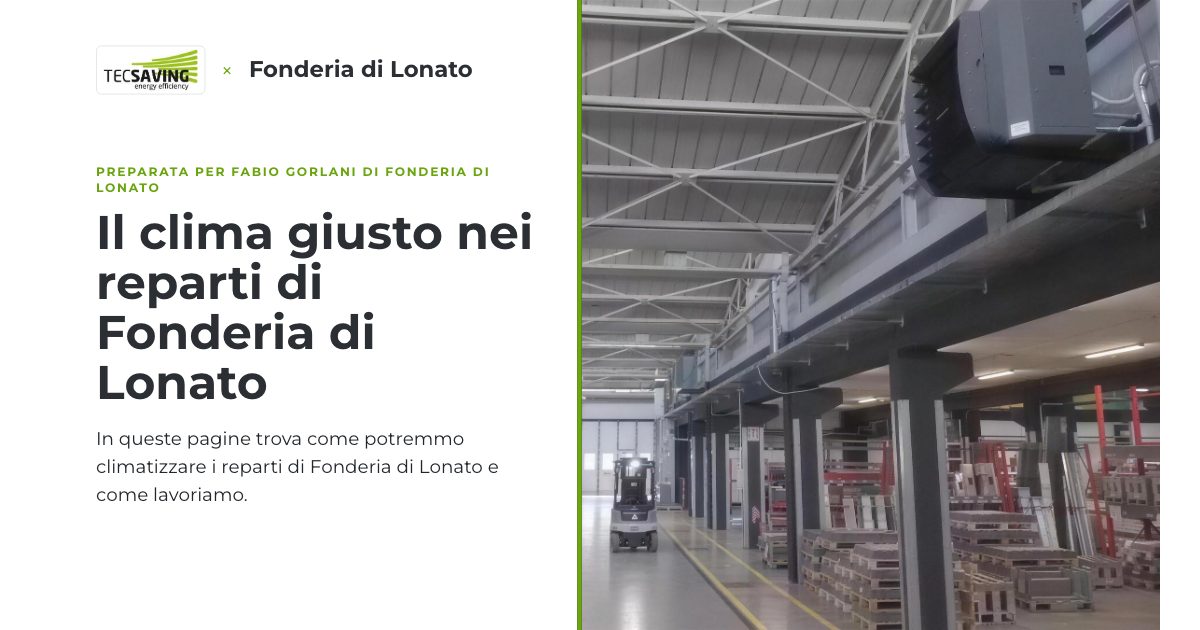 TECSAVING
energy efficiency
× Fonderia di Lonato
PREPARATA PER FABIO GORLANI DI FONDERIA DI
LONATO
Il clima giusto nei
reparti di
Fonderia di
Lonato
In queste pagine trova come potremmo
climatizzare i reparti di Fonderia di Lonato e
come lavoriamo.